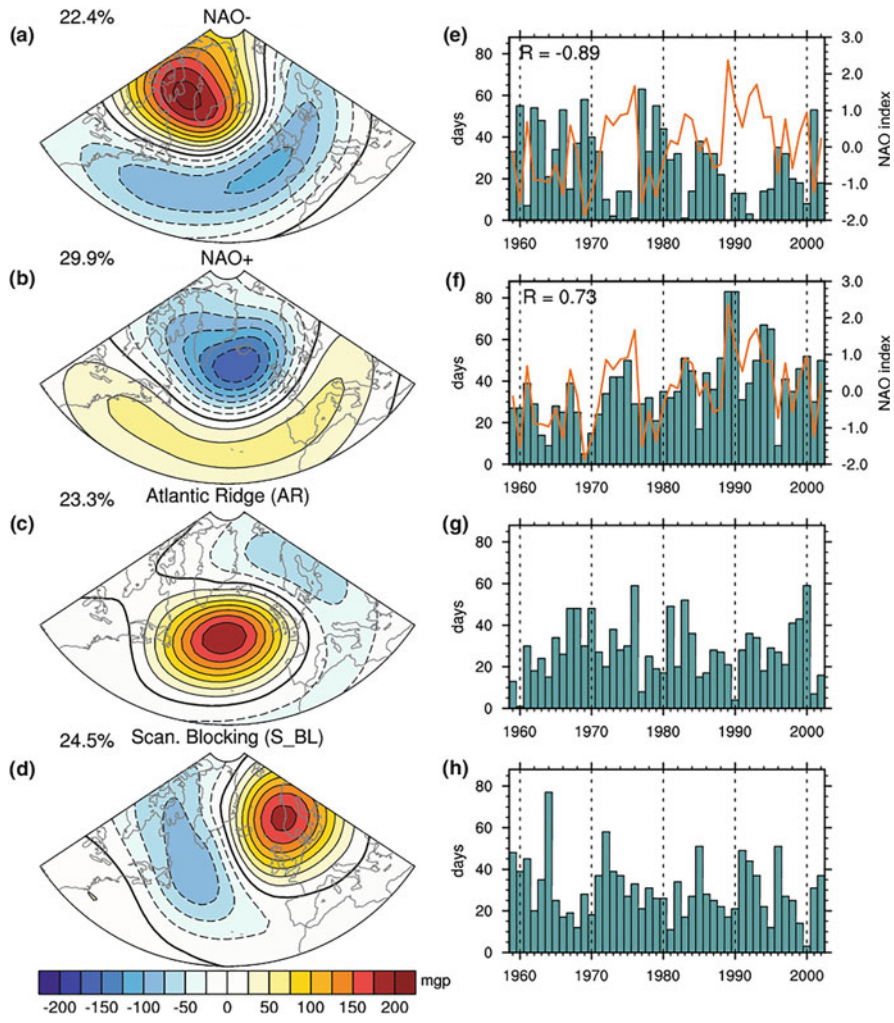 22.4% NAO-
(a)
29.9% NAO+
(b)
23.3% Atlantic Ridge (AR)
(c)
24.5% Scan. Blocking (S_BL)
(d)
-200 -150 -100 -50 0 50 100 150 200 mgp
(e)
R = -0.89
80
60
40
20
0
days
3.0
2.0
1.0
0.0
-1.0
-2.0
NAO index
1960 1970 1980 1990 2000
(f)
R = 0.73
80
60
40
20
0
days
3.0
2.0
1.0
0.0
-1.0
-2.0
NAO index
1960 1970 1980 1990 2000
(g)
80
60
40
20
0
days
1960 1970 1980 1990 2000
(h)
80
60
40
20
0
days
1960 1970 1980 1990 2000